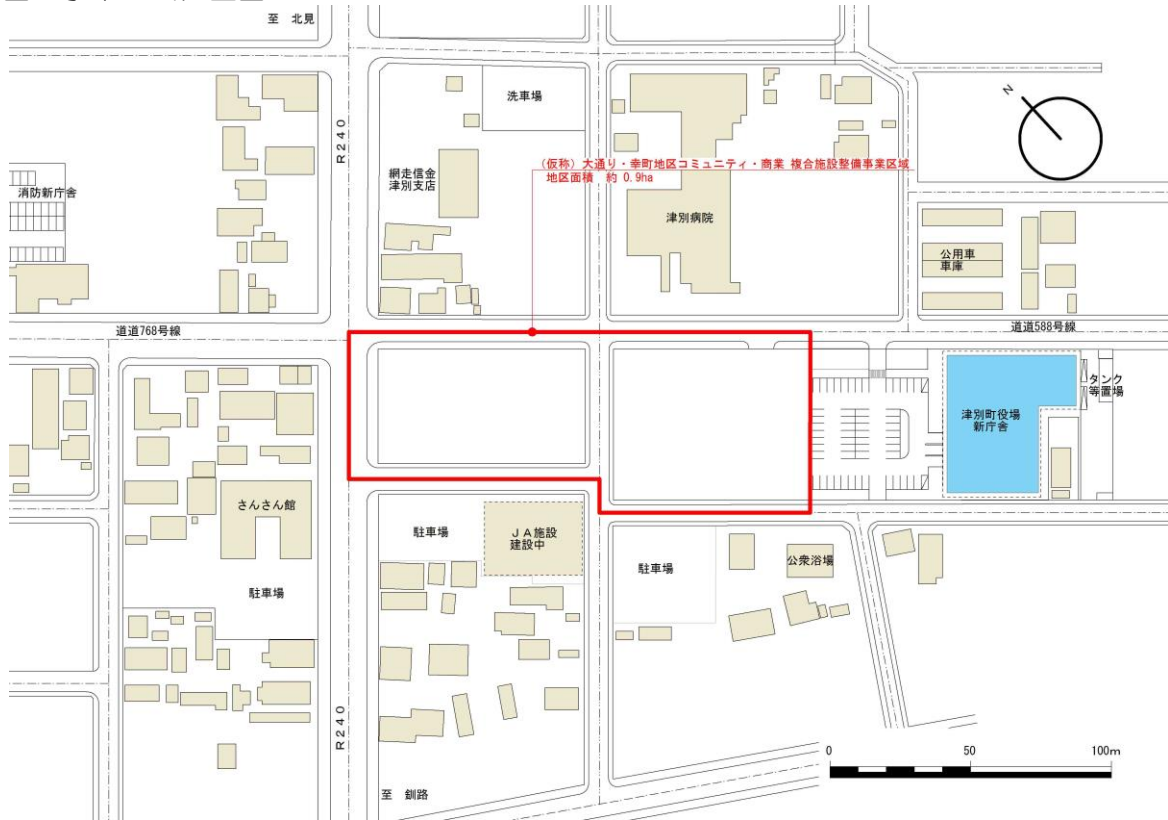 至 北見
洗車場
N
R240
(仮称) 大通り・幸町地区コミュニティ・商業 複合施設整備事業区域
地区面積 約 0.9ha
網走信金
津別支店
消防新庁舎
津別病院
公用車
車庫
道道768号線
道道588号線
タンク
等置場
津別町役場
新庁舎
さんさん館
駐車場
JA施設
建設中
公衆浴場
駐車場
駐車場
R240
0 50 100m
至 釧路